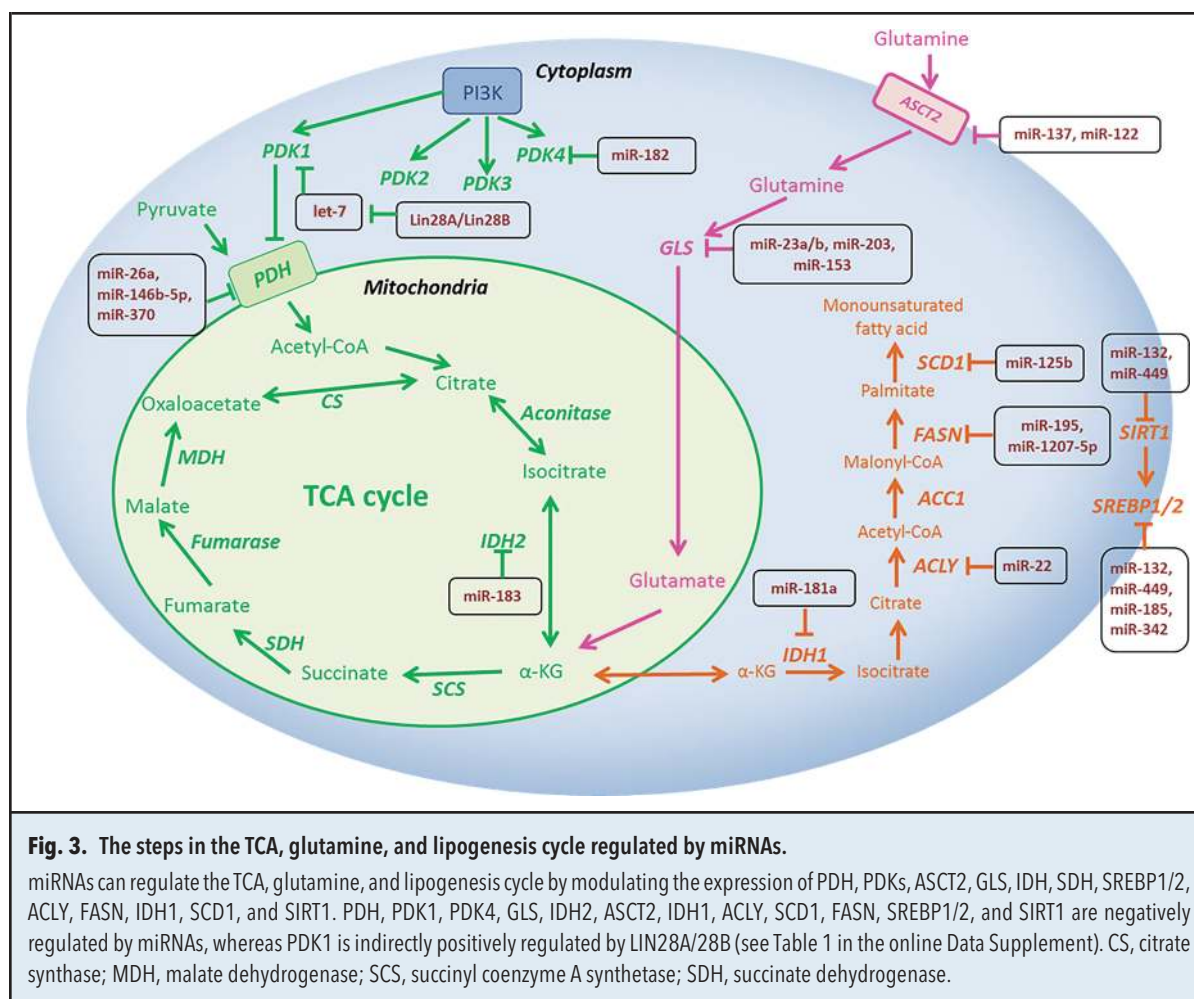 Glutamine
Cytoplasm
PI3K
ASCT2
miR-137, miR-122
PDK1
PDK2
PDK3
PDK4
miR-182
Glutamine
let-7
Lin28A/Lin28B
Pyruvate
GLS
miR-23a/b, miR-203,
miR-153
PDH
miR-26a,
miR-146b-5p,
miR-370
Mitochondria
Acetyl-CoA
Citrate
Oxaloacetate
CS
Aconitase
MDH
Isocitrate
Malate
TCA cycle
Fumarase
IDH2
miR-183
Glutamate
Fumarate
SDH
Succinate
SCS
α-KG
α-KG
miR-181a
IDH1
Isocitrate
Citrate
ACLY
miR-22
Acetyl-CoA
ACC1
Malonyl-CoA
FASN
miR-195,
miR-1207-5p
Palmitate
SCD1
miR-125b
Monounsaturated
fatty acid
miR-132,
miR-449
SIRT1
SREBP1/2
miR-132,
miR-449,
miR-185,
miR-342
Fig. 3. The steps in the TCA, glutamine, and lipogenesis cycle regulated by miRNAs.
miRNAs can regulate the TCA, glutamine, and lipogenesis cycle by modulating the expression of PDH, PDKs, ASCT2, GLS, IDH, SDH, SREBP1/2,
ACLY, FASN, IDH1, SCD1, and SIRT1. PDH, PDK1, PDK4, GLS, IDH2, ASCT2, IDH1, ACLY, SCD1, FASN, SREBP1/2, and SIRT1 are negatively
regulated by miRNAs, whereas PDK1 is indirectly positively regulated by LIN28A/28B (see Table 1 in the online Data Supplement). CS, citrate
synthase; MDH, malate dehydrogenase; SCS, succinyl coenzyme A synthetase; SDH, succinate dehydrogenase.